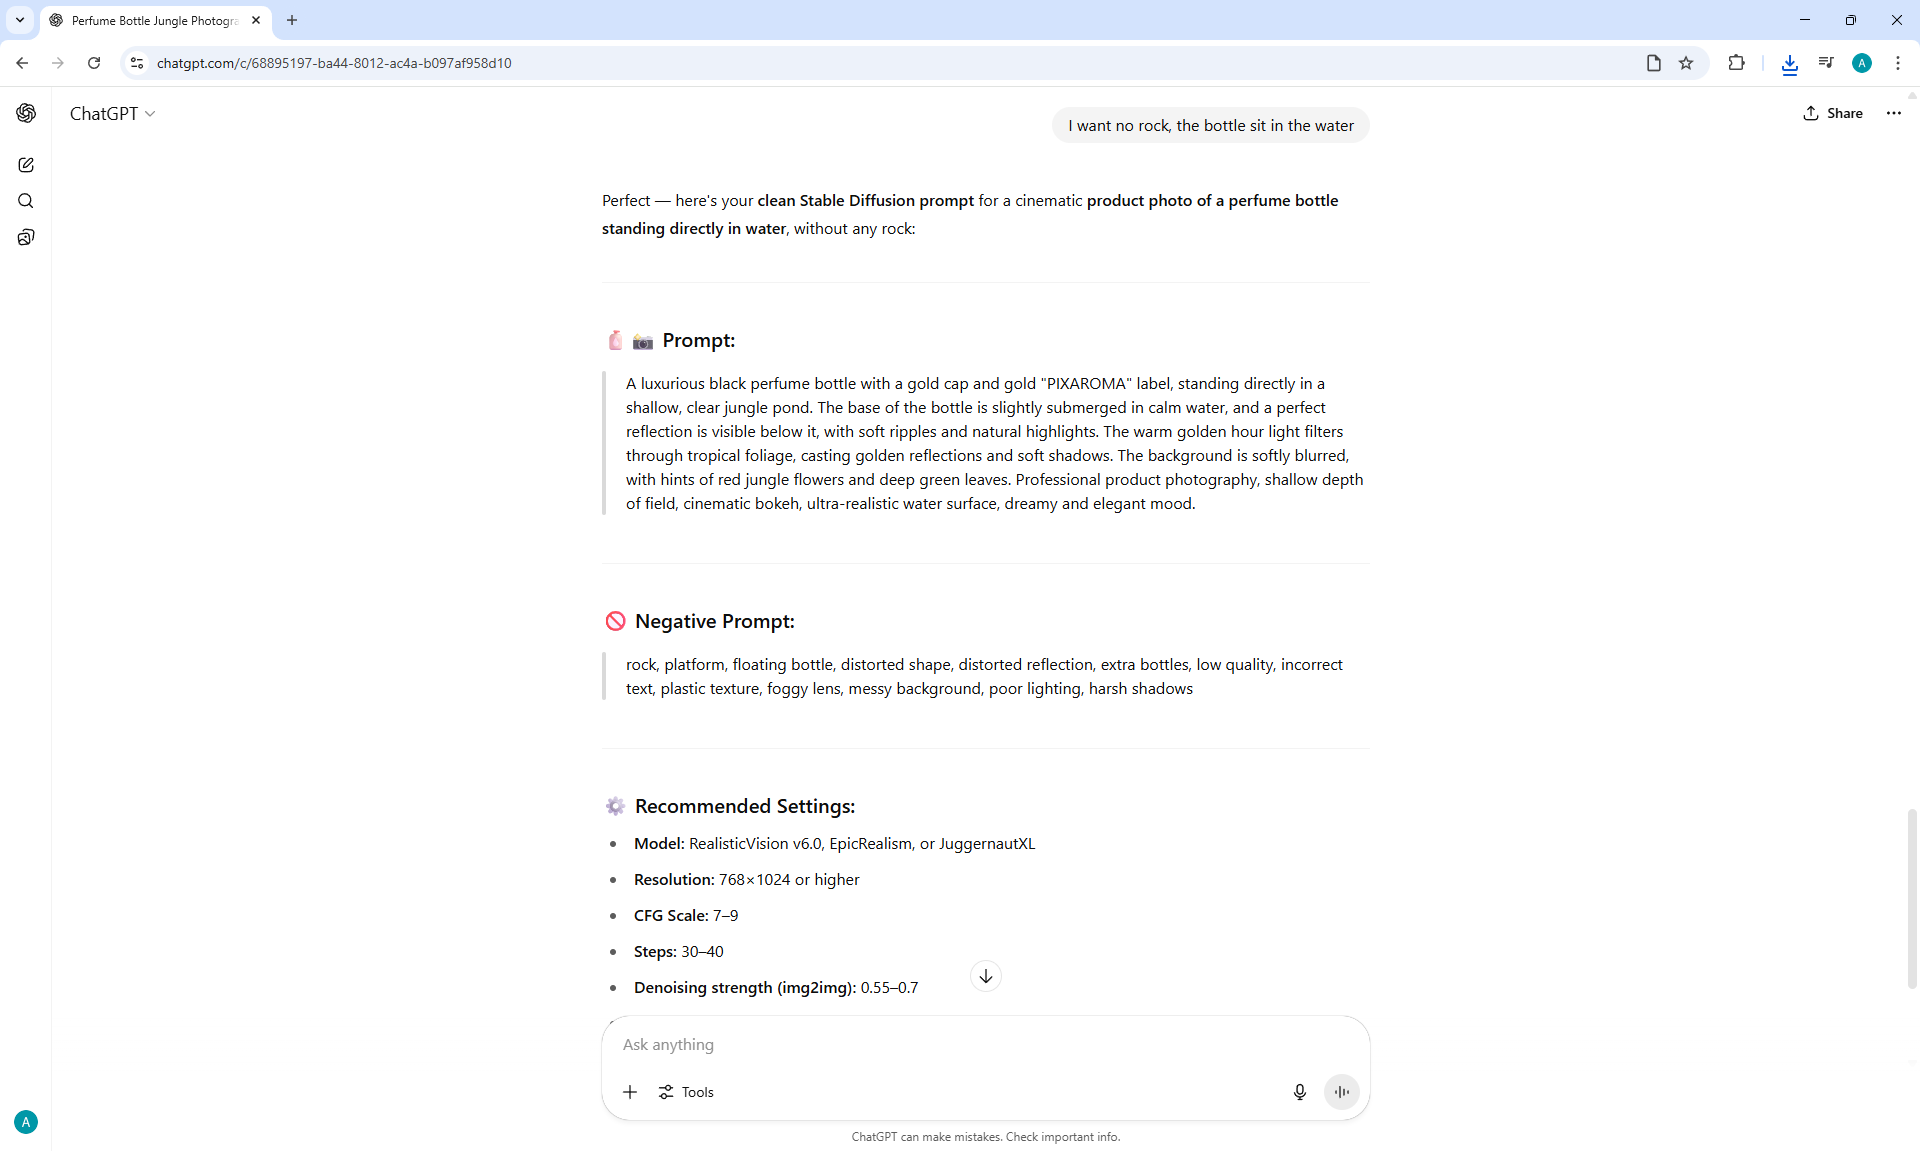 Perfume Bottle Jungle Photogra
chatgpt.com/c/68895197-ba44-8012-ac4a-b097af958d10
A
ChatGPT
Share
I want no rock, the bottle sit in the water
Perfect — here's your clean Stable Diffusion prompt for a cinematic product photo of a perfume bottle
standing directly in water, without any rock:
Prompt:
A luxurious black perfume bottle with a gold cap and gold "PIXAROMA" label, standing directly in a
shallow, clear jungle pond. The base of the bottle is slightly submerged in calm water, and a perfect
reflection is visible below it, with soft ripples and natural highlights. The warm golden hour light filters
through tropical foliage, casting golden reflections and soft shadows. The background is softly blurred,
with hints of red jungle flowers and deep green leaves. Professional product photography, shallow depth
of field, cinematic bokeh, ultra-realistic water surface, dreamy and elegant mood.
Negative Prompt:
rock, platform, floating bottle, distorted shape, distorted reflection, extra bottles, low quality, incorrect
text, plastic texture, foggy lens, messy background, poor lighting, harsh shadows
Recommended Settings:
• Model: RealisticVision v6.0, EpicRealism, or JuggernautXL
• Resolution: 768×1024 or higher
• CFG Scale: 7–9
• Steps: 30–40
• Denoising strength (img2img): 0.55–0.7
Ask anything
Tools
A
ChatGPT can make mistakes. Check important info.